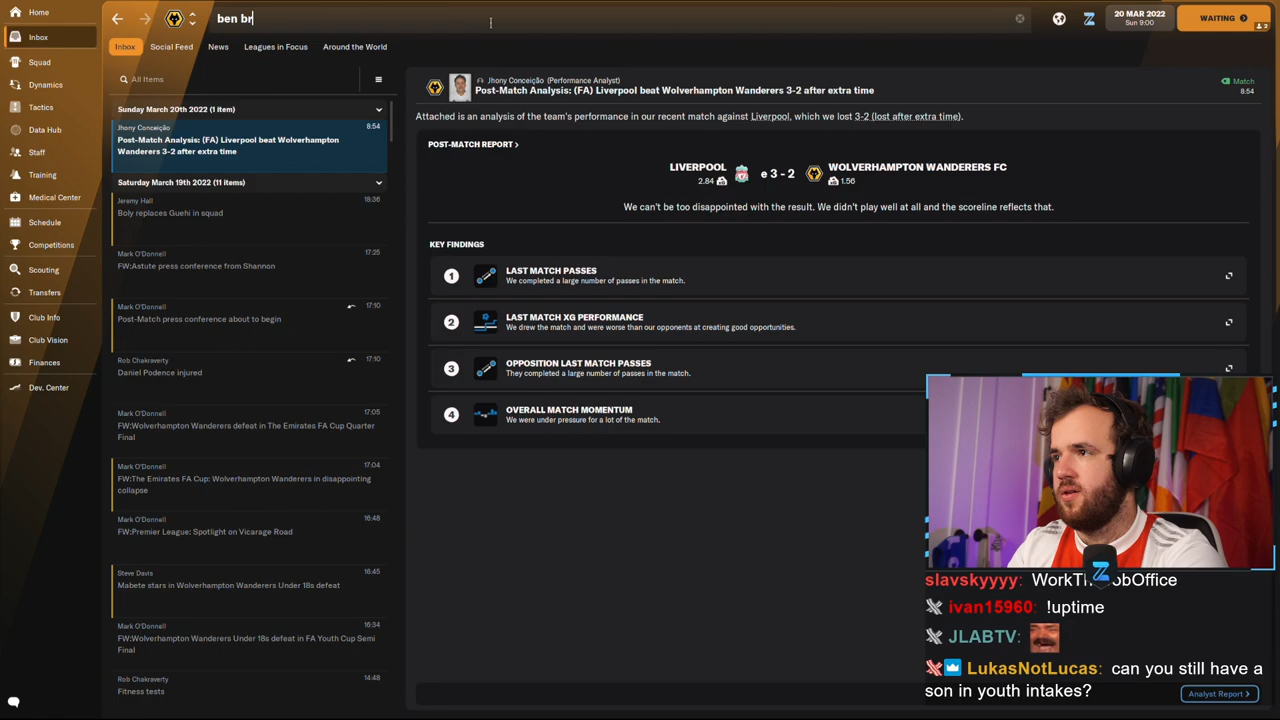 Home
Inbox
Squad
Dynamics
Tactics
Data Hub
Staff
Training
Medical Center
Schedule
Competitions
Scouting
Transfers
Club Info
Club Vision
Finances
Dev. Center
ben br
20 MAR 2022
Sun 9:00
WAITING
2
Inbox
Social Feed
News
Leagues in Focus
Around the World
All Items
Sunday March 20th 2022 (1 item)
Jhony Conceição
8:54
Post-Match Analysis: (FA) Liverpool beat Wolverhampton
Wanderers 3-2 after extra time
Saturday March 19th 2022 (11 items)
Jeremy Hall
18:36
Boly replaces Guehi in squad
Mark O'Donnell
17:25
FW:Astute press conference from Shannon
Mark O'Donnell
17:10
Post-Match press conference about to begin
Rob Chakraverty
17:10
Daniel Podence injured
Mark O'Donnell
17:05
FW:Wolverhampton Wanderers defeat in The Emirates FA Cup Quarter
Final
Mark O'Donnell
17:04
FW:The Emirates FA Cup: Wolverhampton Wanderers in disappointing
collapse
Mark O'Donnell
16:48
FW:Premier League: Spotlight on Vicarage Road
Steve Davis
16:45
Mabete stars in Wolverhampton Wanderers Under 18s defeat
Mark O'Donnell
16:34
FW:Wolverhampton Wanderers Under 18s defeat in FA Youth Cup Semi
Final
Rob Chakraverty
14:48
Fitness tests
Jhony Conceição (Performance Analyst)
Post-Match Analysis: (FA) Liverpool beat Wolverhampton Wanderers 3-2 after extra time
Match
8:54
Attached is an analysis of the team's performance in our recent match against Liverpool, which we lost 3-2 (lost after extra time).
POST-MATCH REPORT >
LIVERPOOL
2.84
e 3 - 2
WOLVERHAMPTON WANDERERS FC
1.56
We can't be too disappointed with the result. We didn't play well at all and the scoreline reflects that.
KEY FINDINGS
1
LAST MATCH PASSES
We completed a large number of passes in the match.
2
LAST MATCH XG PERFORMANCE
We drew the match and were worse than our opponents at creating good opportunities.
3
OPPOSITION LAST MATCH PASSES
They completed a large number of passes in the match.
4
OVERALL MATCH MOMENTUM
We were under pressure for a lot of the match.
slavskyyyy: WorkTh obOffice
ivan15960: !uptime
JLABTV:
LukasNotLucas: can you still have a
son in youth intakes?
Analyst Report >